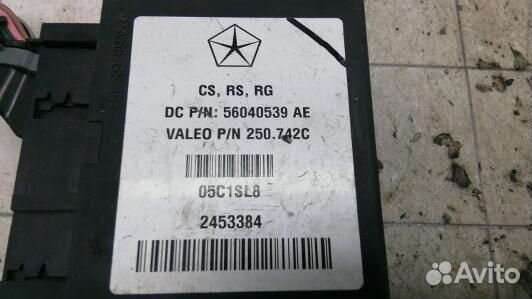 CS, RS, RG
DC P/N: 56040539 AE
VALEO P/N 250.742C
05C1SL8
2453384
Avito